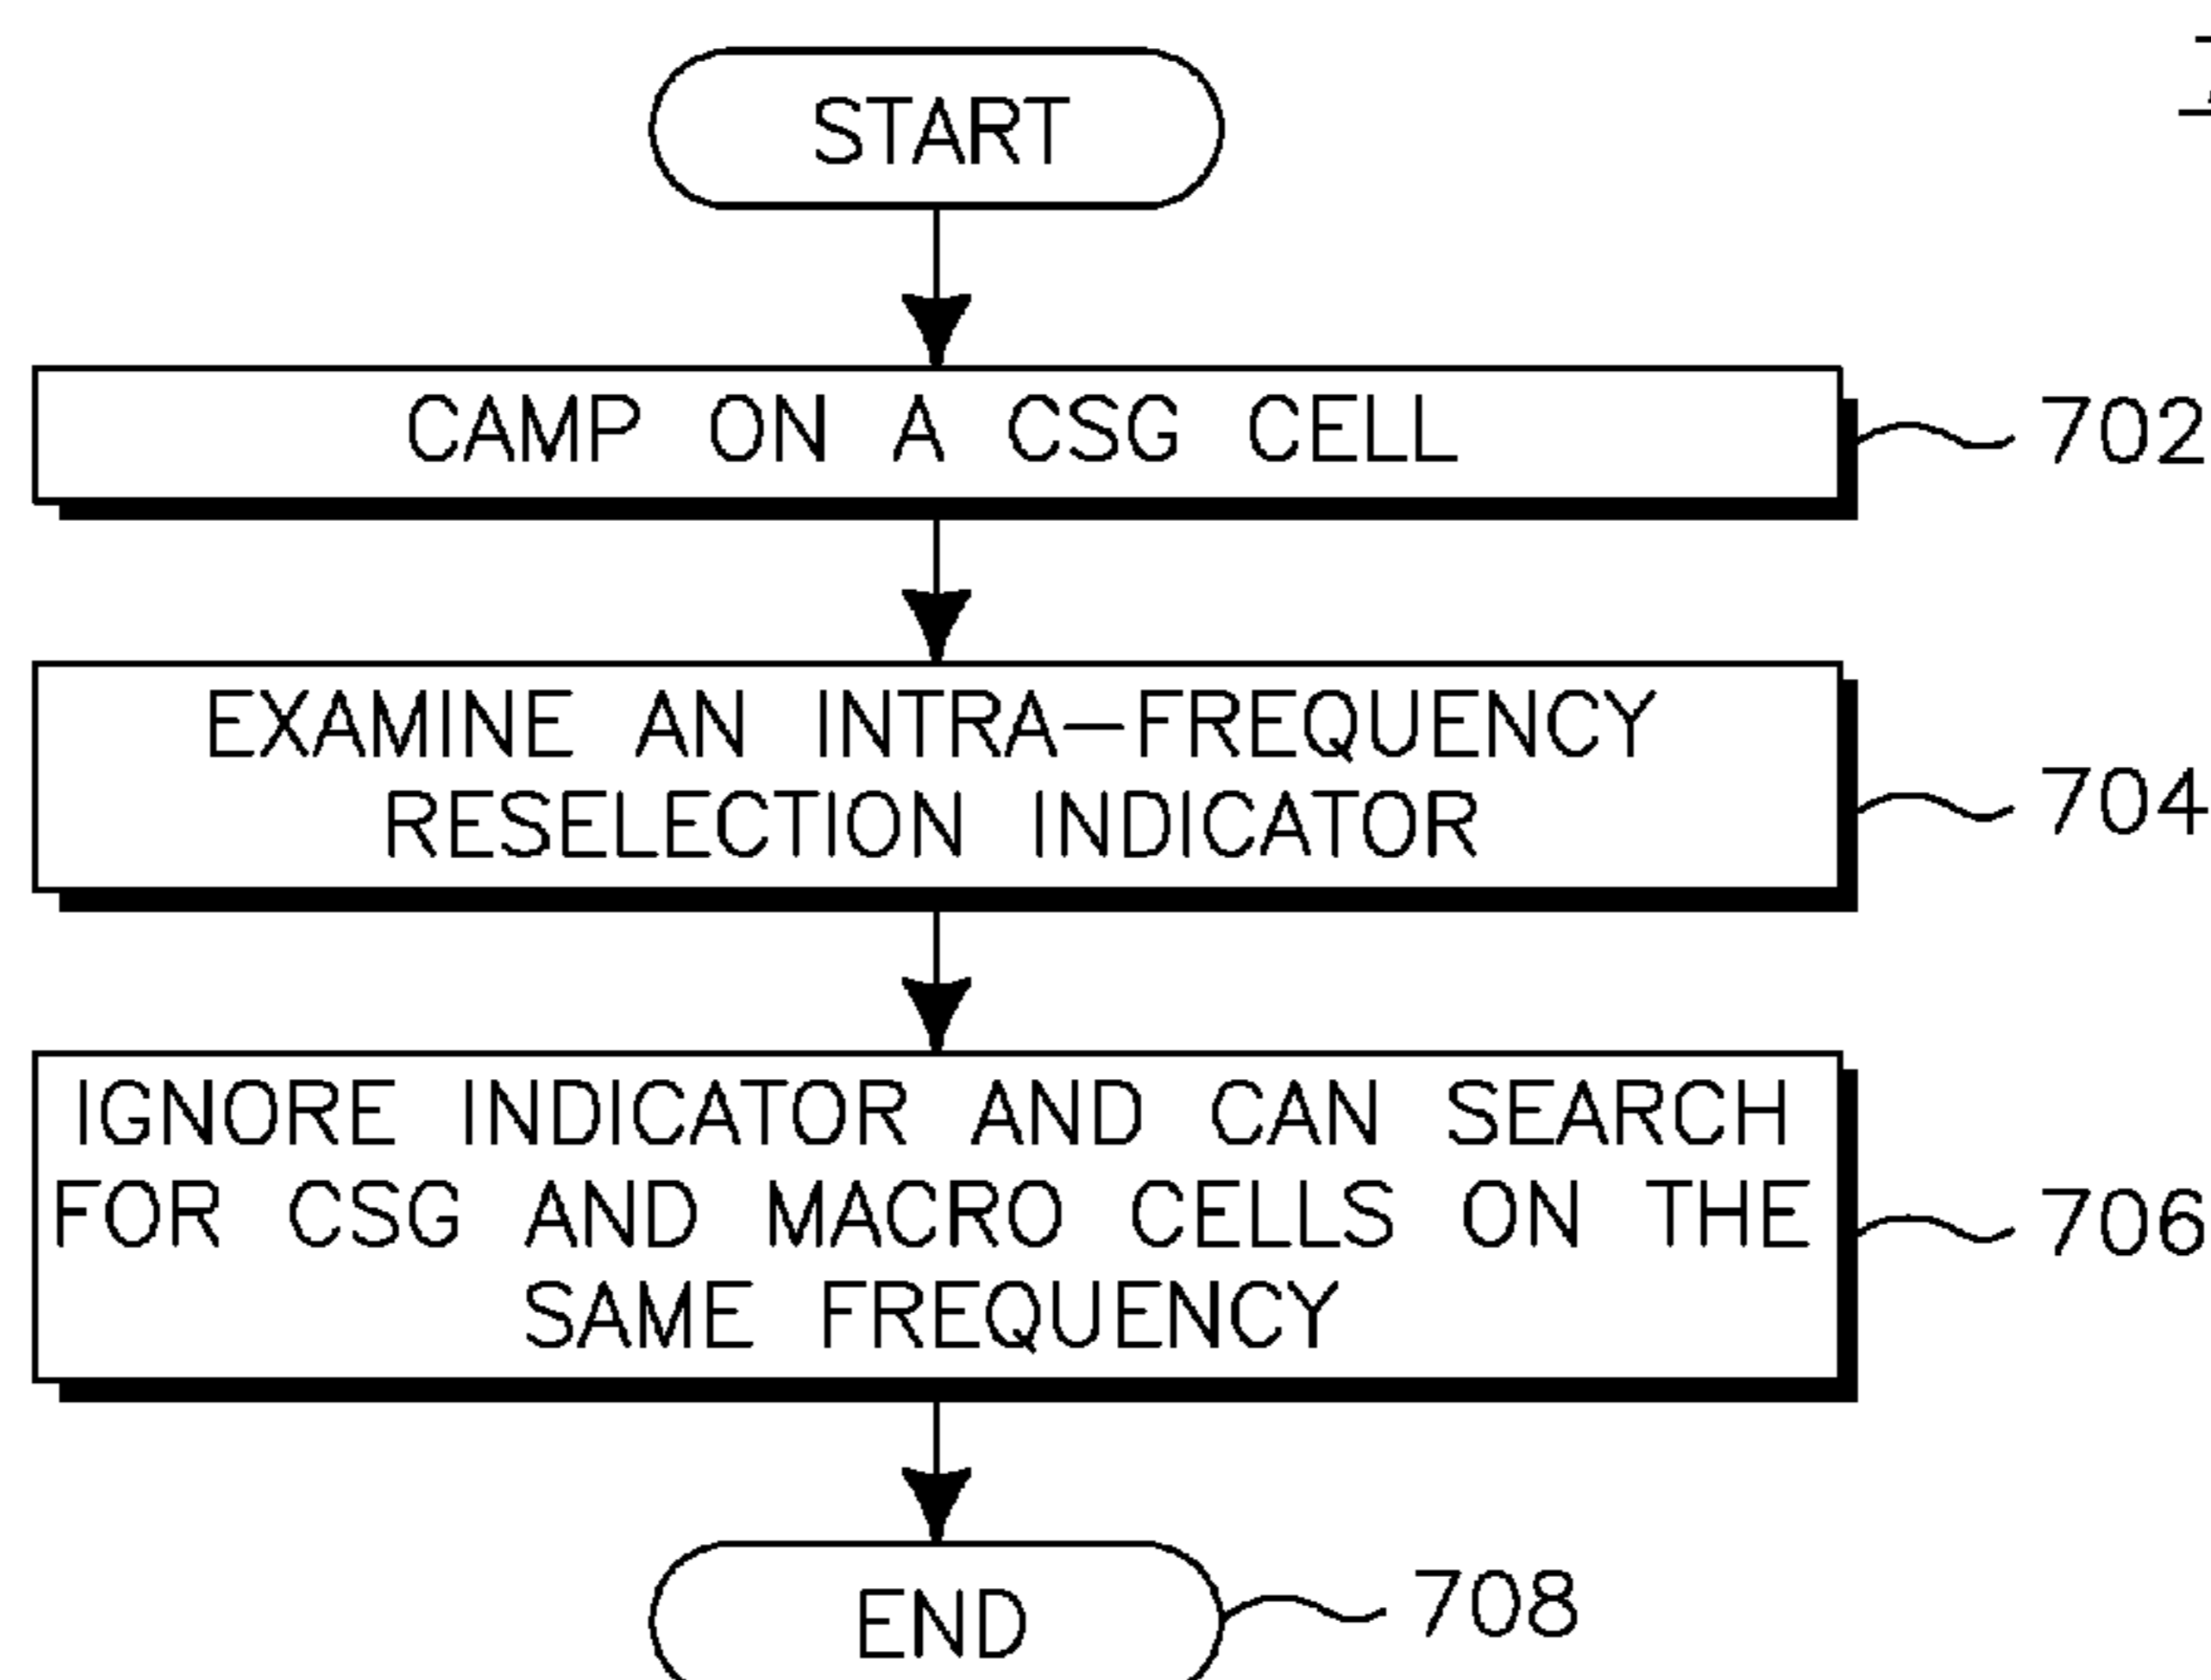 START
CAMP ON A CSG CELL
702
EXAMINE AN INTRA—FREQUENCY
RESELECTION INDICATOR
704
IGNORE INDICATOR AND CAN SEARCH
FOR CSG AND MACRO CELLS ON THE
SAME FREQUENCY
706
END
708